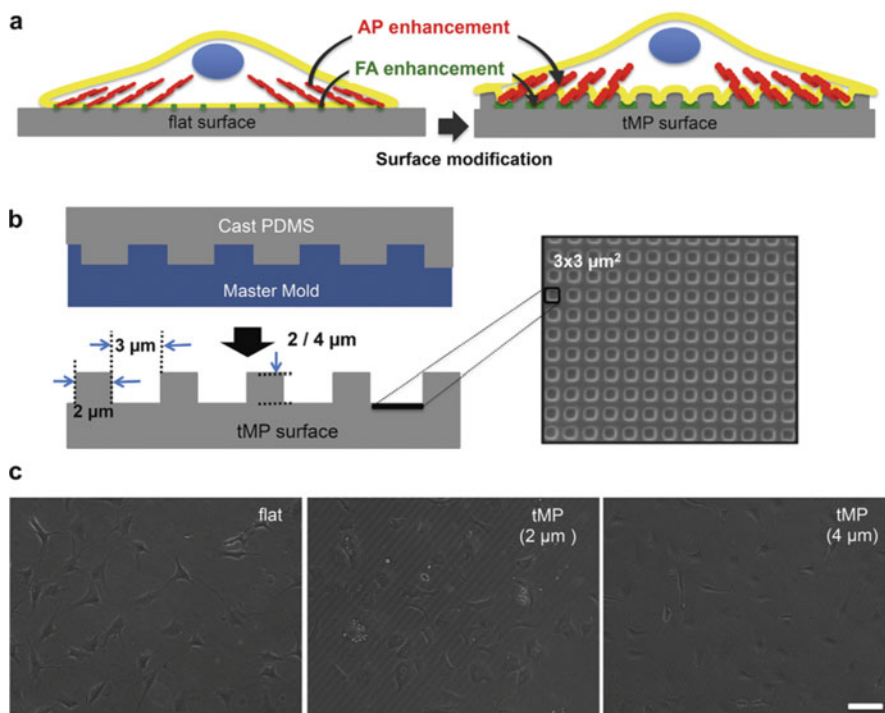 a
AP enhancement
FA enhancement
flat surface
tMP surface
Surface modification
b
Cast PDMS
Master Mold
3 µm
2 / 4 µm
2 µm
tMP surface
3x3 µm²
c
flat
tMP
(2 µm )
tMP
(4 µm)